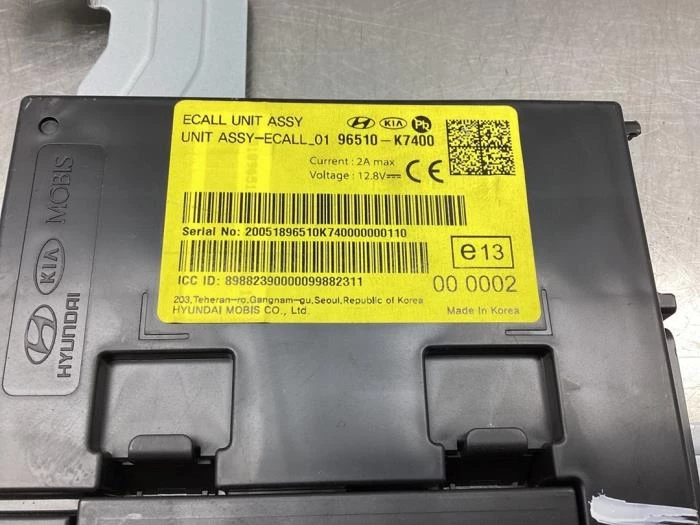 ECALL UNIT ASSY
KIA Pb
UNIT ASSY-ECALL_01 96510-K7400
Current : 2A max
Voltage : 12.8V
CE
Serial No: 20051896510K740000000110
e13
ICC ID: 89882390000099882311
00 0002
203,Teheran-ro,Gangnam-gu,Seoul,Republic of Korea
HYUNDAI MOBIS CO., Ltd.
Made in Korea
HYUNDAI
KIA
MOBIS